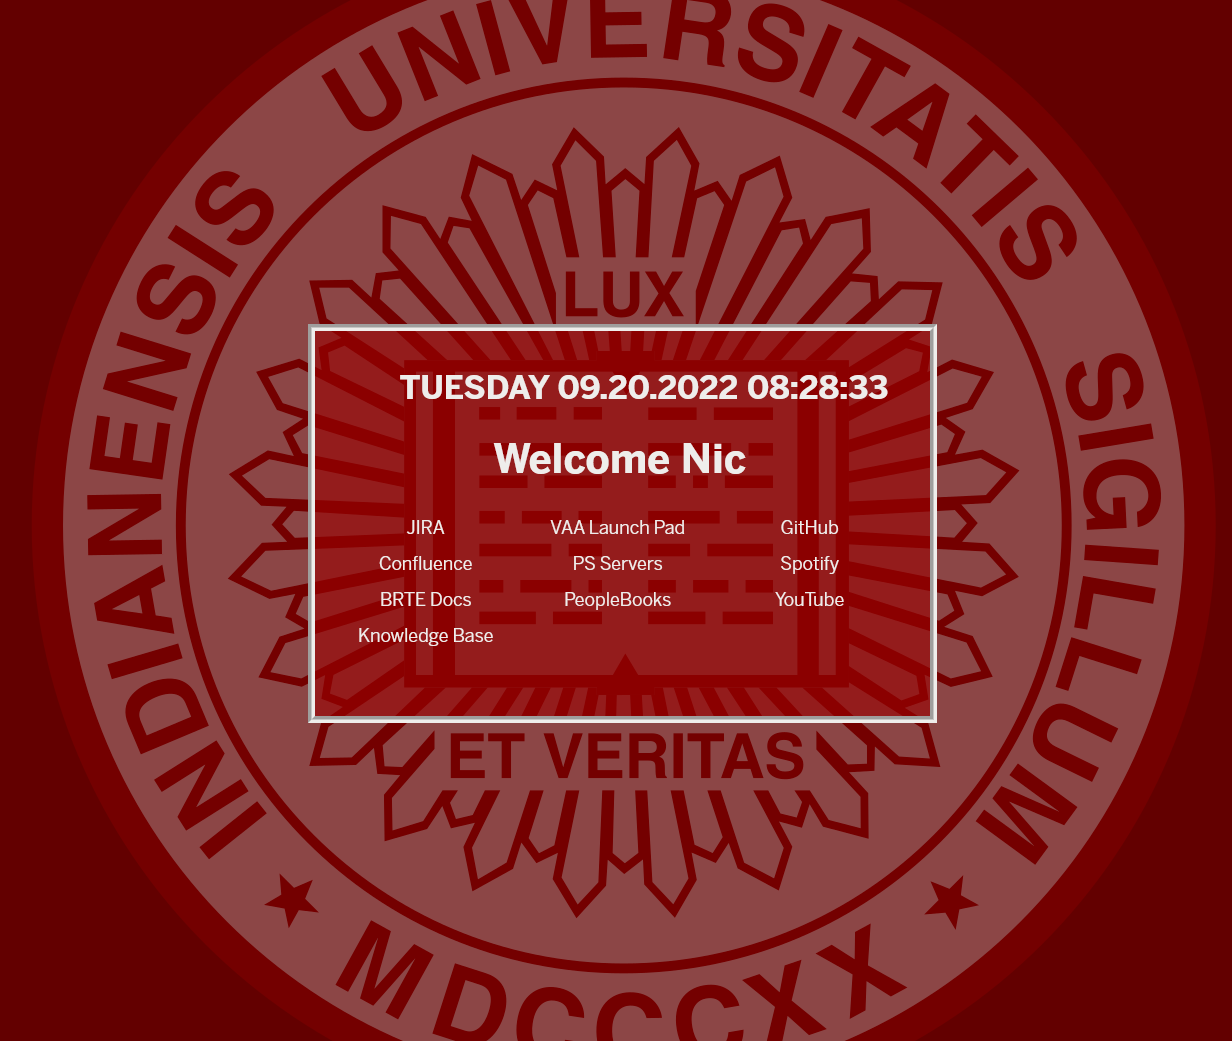 UNIVERSITATIS
INDIANENSIS
SIGILLUM
LUX
TUESDAY 09.20.2022 08:28:33
Welcome Nic
JIRA VAA Launch Pad GitHub
Confluence PS Servers Spotify
BRTE Docs PeopleBooks YouTube
Knowledge Base
ET VERITAS
MDCCCXX